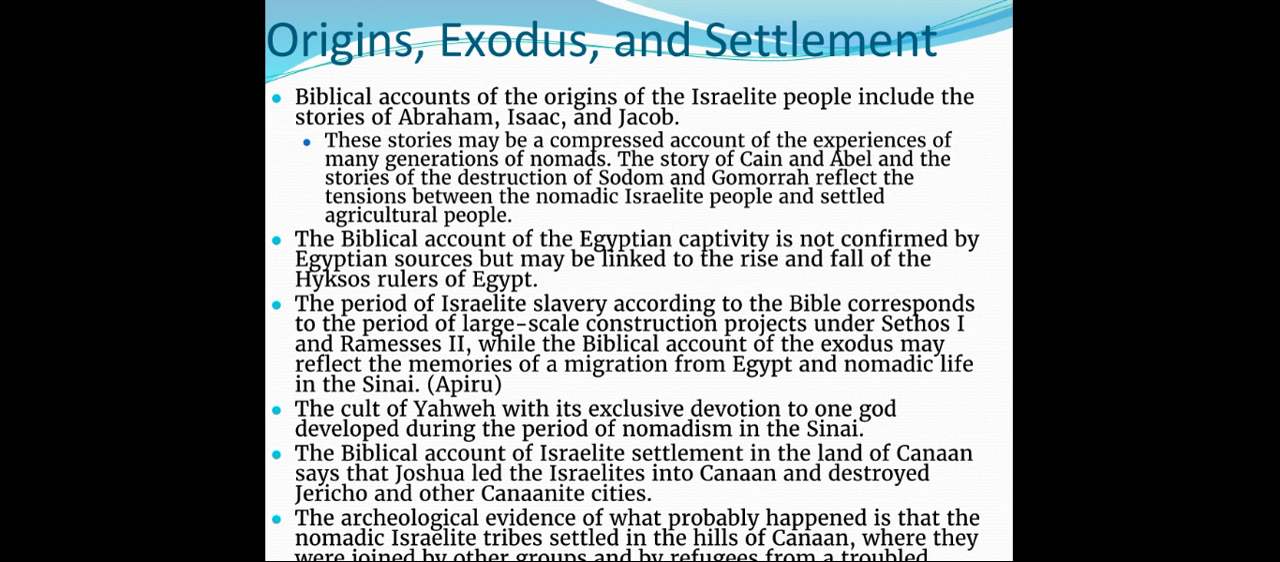 Origins, Exodus, and Settlement
Biblical accounts of the origins of the Israelite people include the
stories of Abraham, Isaac, and Jacob.
These stories may be a compressed account of the experiences of
many generations of nomads. The story of Cain and Abel and the
stories of the destruction of Sodom and Gomorrah reflect the
tensions between the nomadic Israelite people and settled
agricultural people.
The Biblical account of the Egyptian captivity is not confirmed by
Egyptian sources but may be linked to the rise and fall of the
Hyksos rulers of Egypt.
The period of Israelite slavery according to the Bible corresponds
to the period of large-scale construction projects under Sethos I
and Ramesses II, while the Biblical account of the exodus may
reflect the memories of a migration from Egypt and nomadic life
in the Sinai. (Apiru)
The cult of Yahweh with its exclusive devotion to one god
developed during the period of nomadism in the Sinai.
The Biblical account of Israelite settlement in the land of Canaan
says that Joshua led the Israelites into Canaan and destroyed
Jericho and other Canaanite cities.
The archeological evidence of what probably happened is that the
nomadic Israelite tribes settled in the hills of Canaan, where they
were joined by other groups and by refugees from a troubled